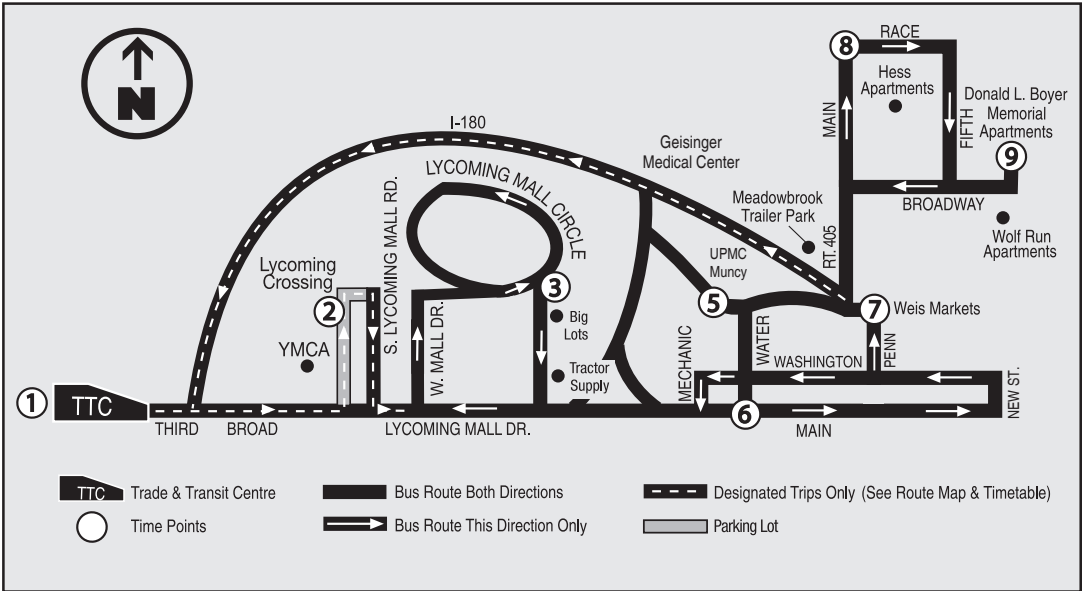 N
I-180
Geisinger
Medical Center
LYCOMING MALL CIRCLE
S. LYCOMING MALL RD.
Lycoming
Crossing
2
YMCA
W. MALL DR.
3
Big
Lots
Tractor
Supply
8
RACE
Hess
Apartments
MAIN
FIFTH
Donald L. Boyer
Memorial
Apartments
9
BROADWAY
Wolf Run
Apartments
Meadowbrook
Trailer Park
RT. 405
UPMC
Muncy
5
7
Weis Markets
MECHANIC
WATER
WASHINGTON
PENN
NEW ST.
1
TTC
THIRD
BROAD
LYCOMING MALL DR.
6
MAIN
TTC
Trade & Transit Centre
Bus Route Both Directions
Designated Trips Only (See Route Map & Timetable)
Time Points
Bus Route This Direction Only
Parking Lot